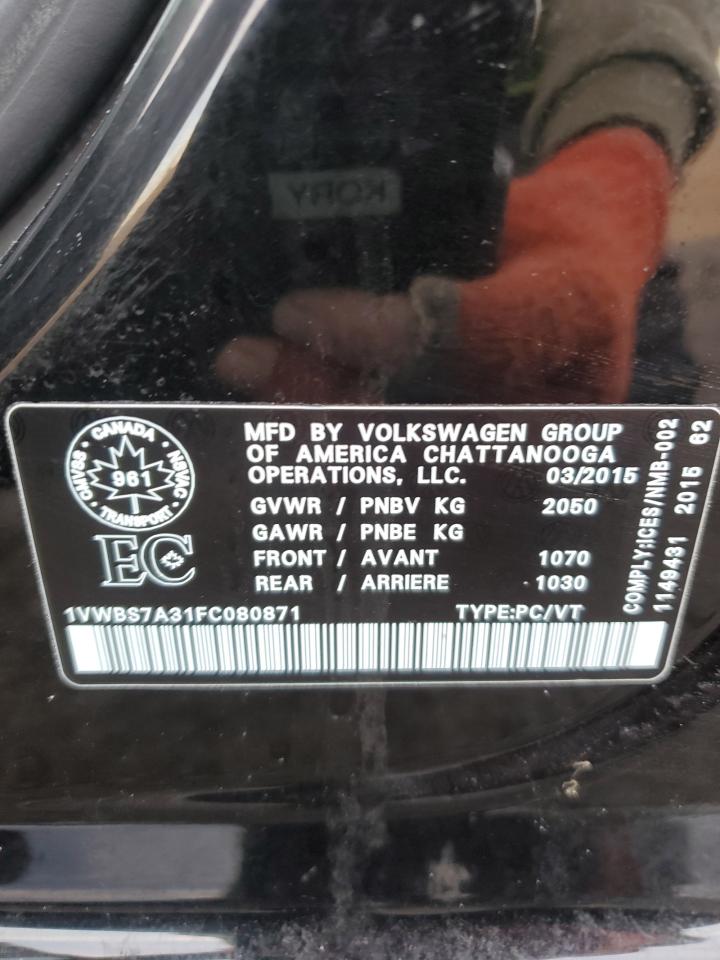 KORY
CANADA
CMVSS
NSVAC
961
TRANSPORT
EC
MFD BY VOLKSWAGEN GROUP
OF AMERICA CHATTANOOGA
OPERATIONS, LLC. 03/2015
GVWR / PNBV KG 2050
GAWR / PNBE KG
FRONT / AVANT 1070
REAR / ARRIERE 1030
1VWBS7A31FC080871 TYPE:PC/VT
COMPLY:ICES/NMB-002
1149431 2015 62